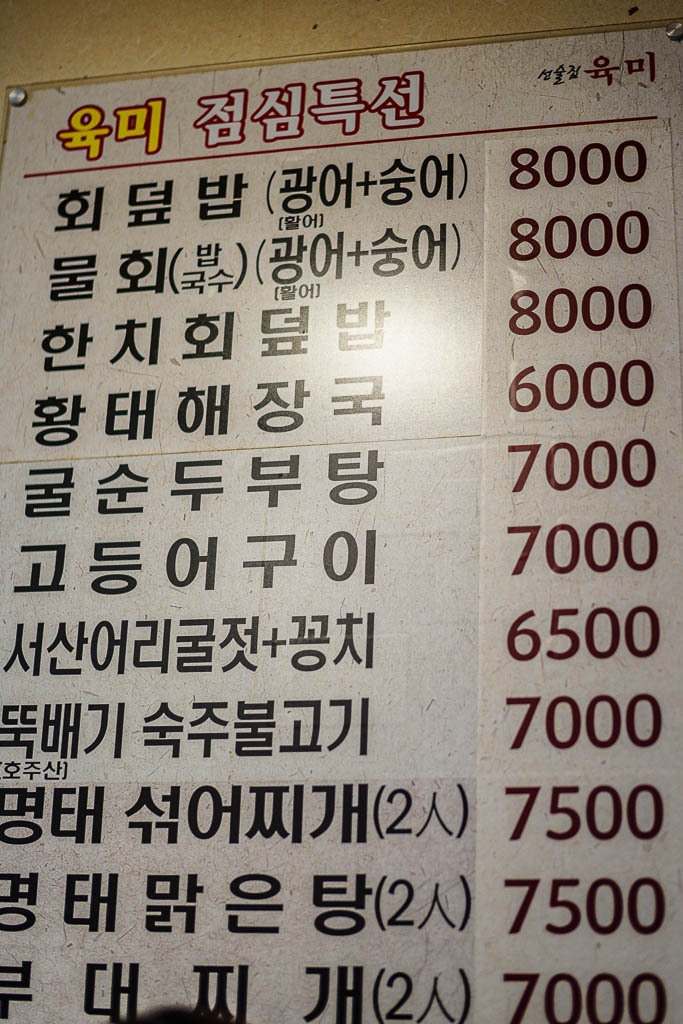 육미 점심특선 선술집 육미
회덮밥(광어+숭어) 8000
(활어)
물회(밥 국수)(광어+숭어) 8000
(활어)
한치회덮밥 8000
황태해장국 6000
굴순두부탕 7000
고등어구이 7000
서산어리굴젓+꽁치 6500
뚝배기 숙주불고기 7000
(호주산)
명태 섞어찌개(2人) 7500
명태맑은탕(2人) 7500
부대찌개(2人) 7000